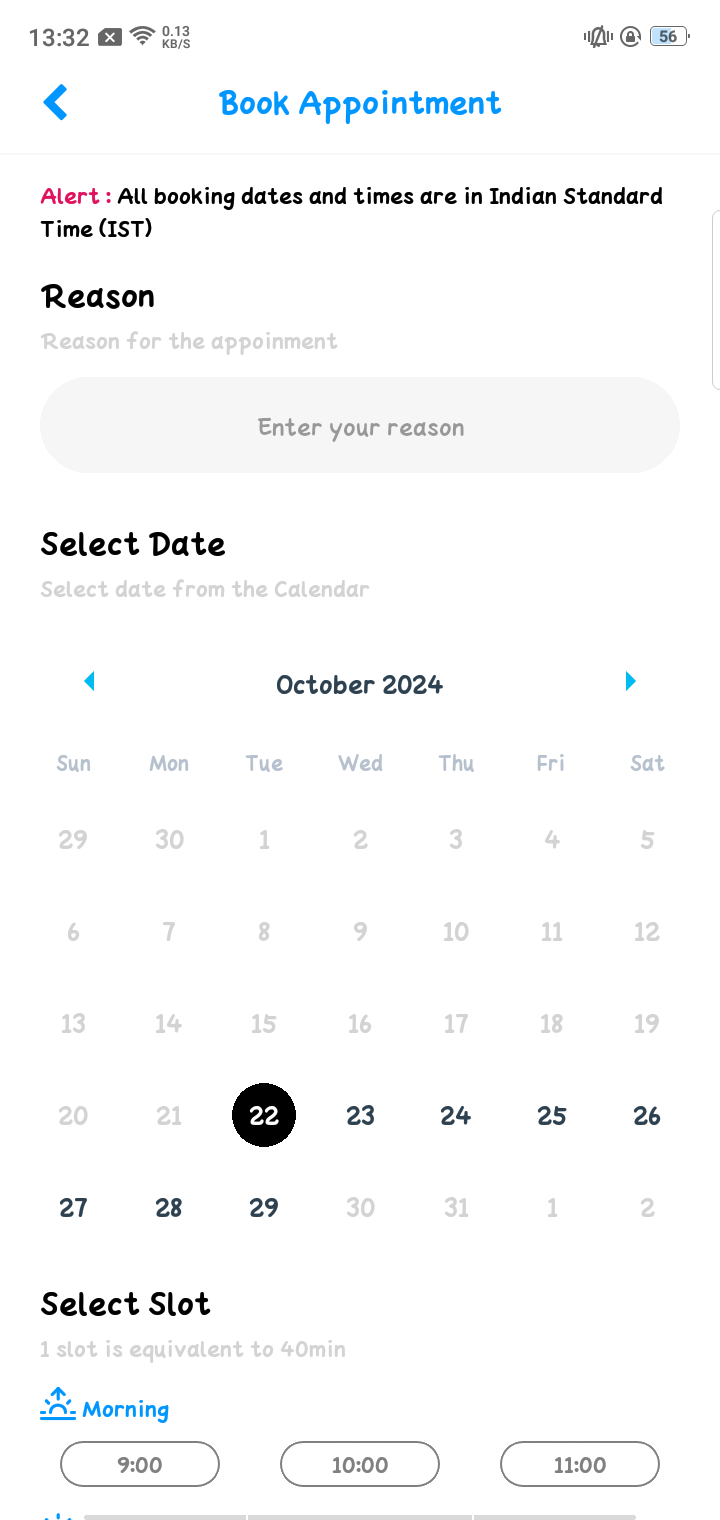 13:32 0.13 KB/S 56
Book Appointment
Alert : All booking dates and times are in Indian Standard
Time (IST)
Reason
Reason for the appoinment
Enter your reason
Select Date
Select date from the Calendar
October 2024
Sun Mon Tue Wed Thu Fri Sat
29 30 1 2 3 4 5
6 7 8 9 10 11 12
13 14 15 16 17 18 19
20 21 22 23 24 25 26
27 28 29 30 31 1 2
Select Slot
1 slot is equivalent to 40min
Morning
9:00 10:00 11:00